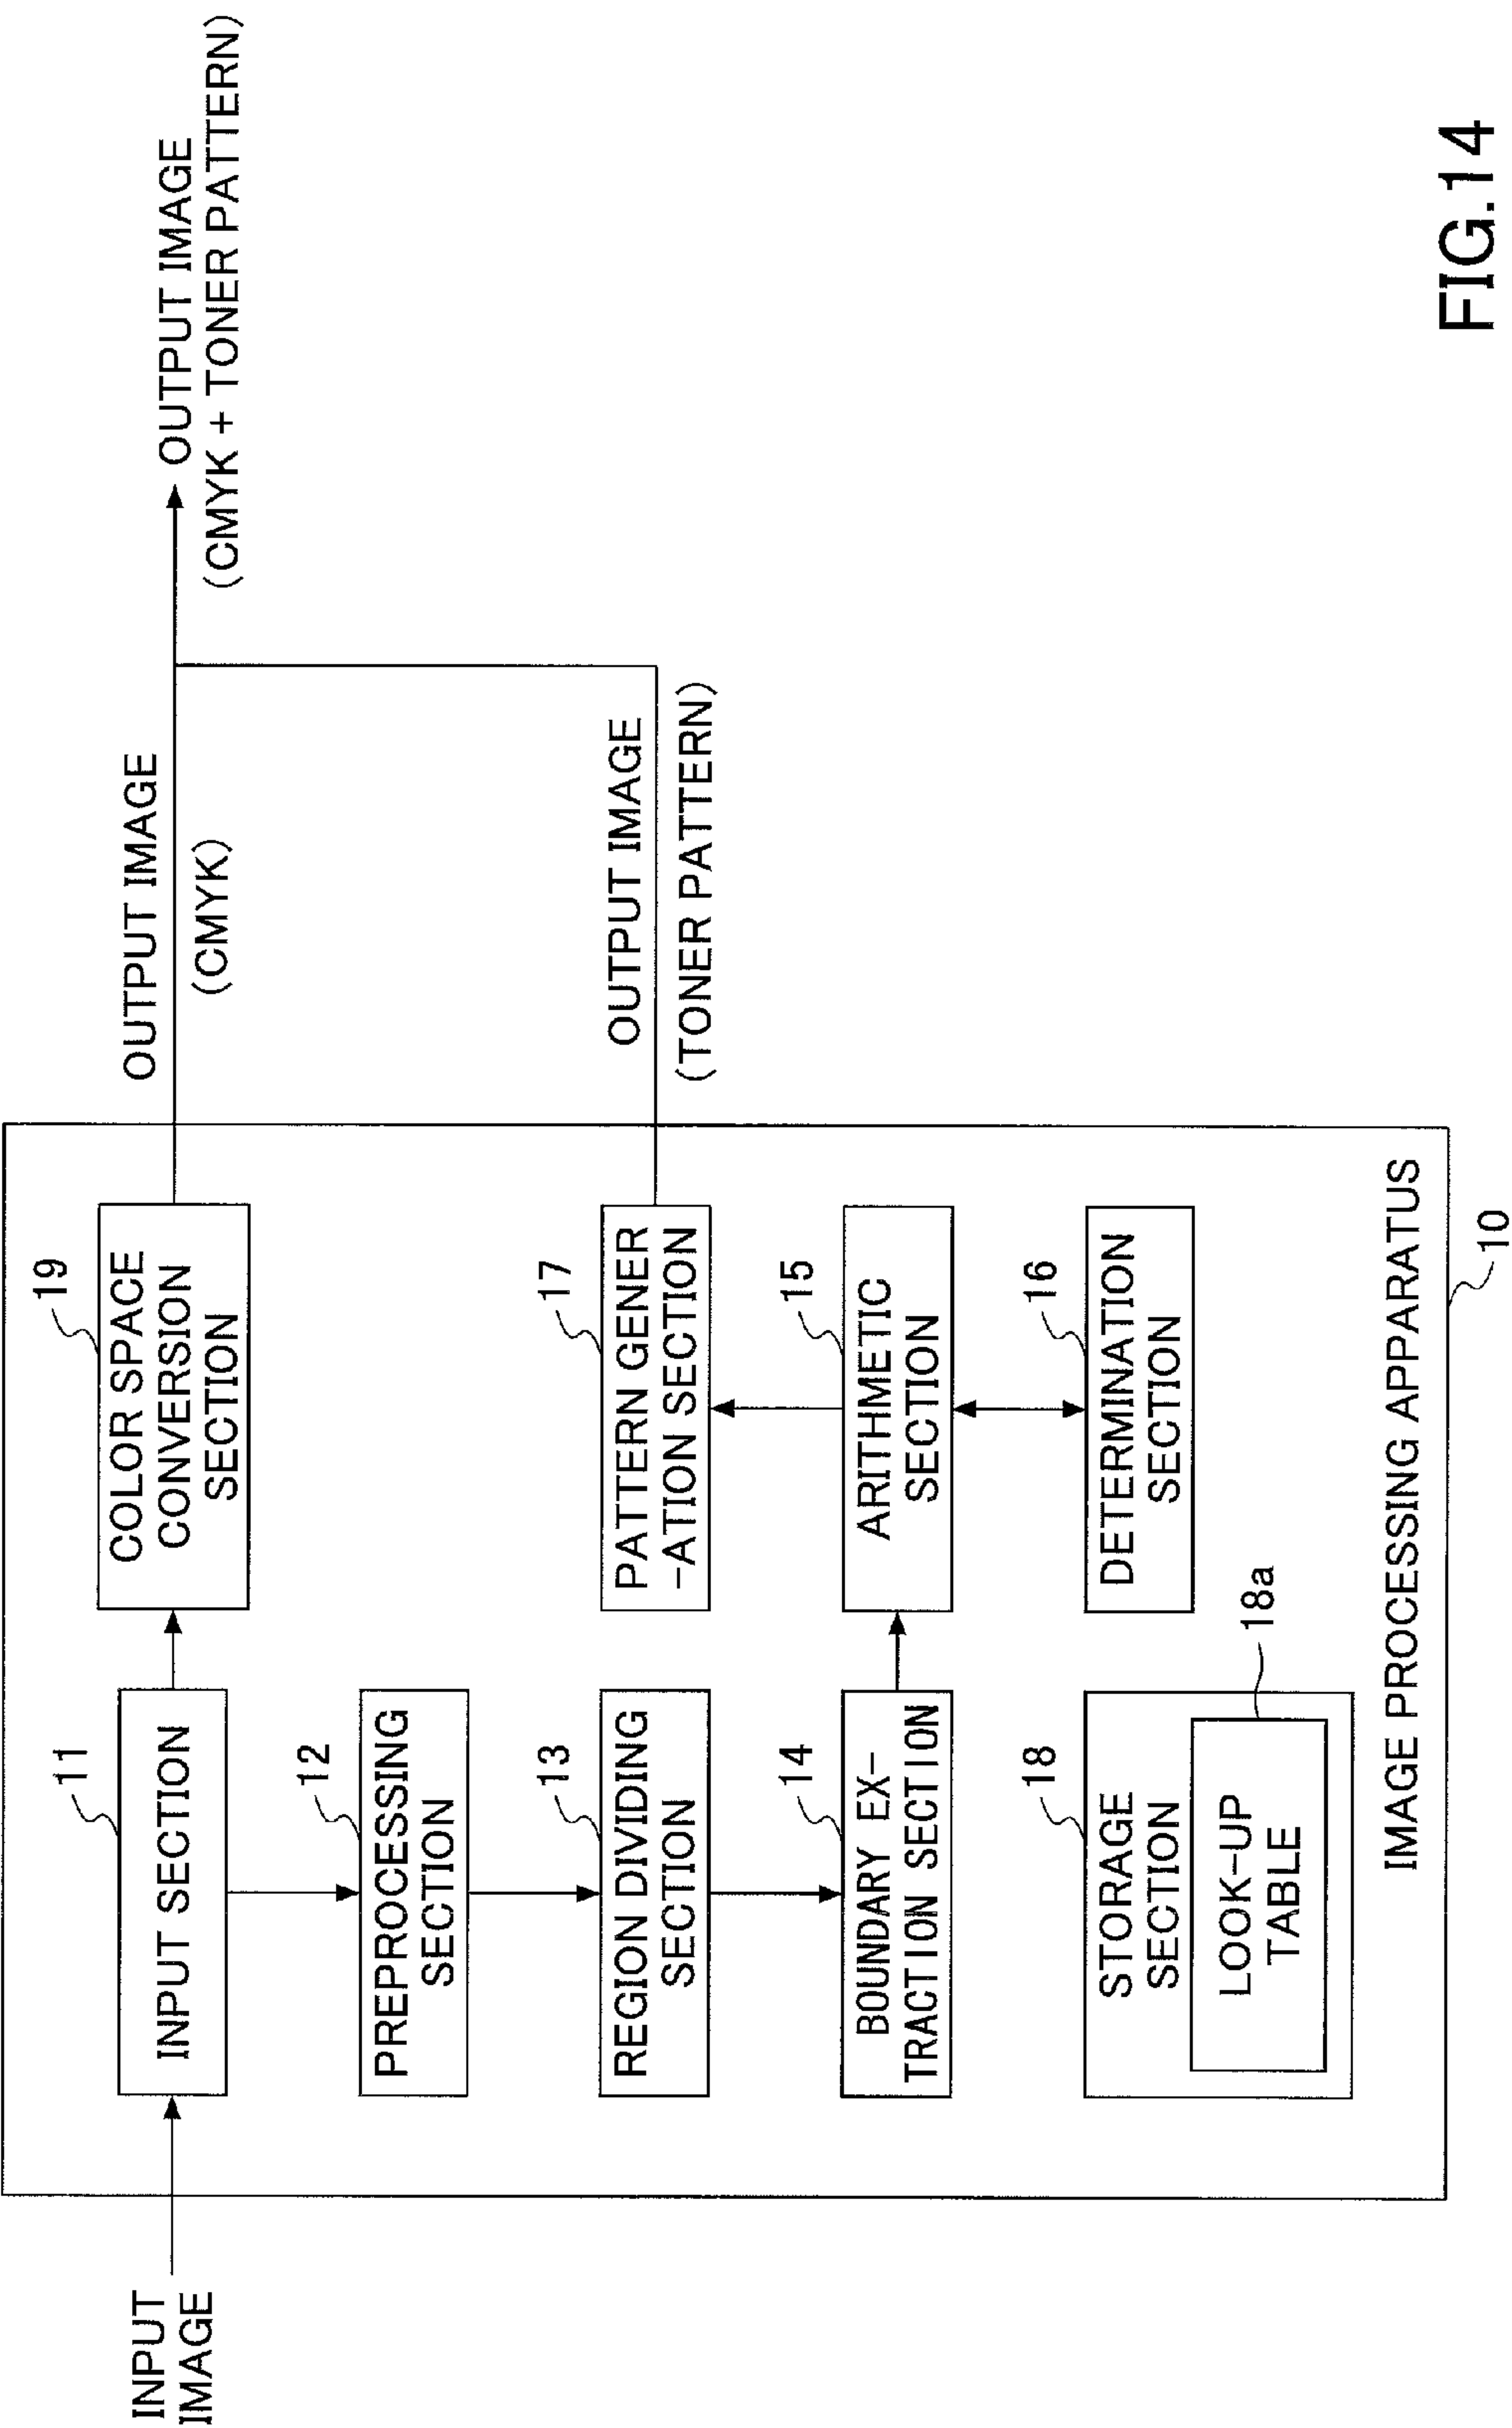 INPUT
IMAGE
11
INPUT SECTION
19
COLOR SPACE
CONVERSION
SECTION
OUTPUT IMAGE
(CMYK)
OUTPUT IMAGE
(CMYK + TONER PATTERN)
12
PREPROCESSING
SECTION
13
REGION DIVIDING
SECTION
17
PATTERN GENER
-ATION SECTION
OUTPUT IMAGE
(TONER PATTERN)
14
BOUNDARY EX-
TRACTION SECTION
15
ARITHMETIC
SECTION
18
STORAGE
SECTION
18a
LOOK-UP
TABLE
16
DETERMINATION
SECTION
IMAGE PROCESSING APPARATUS
10
FIG.14